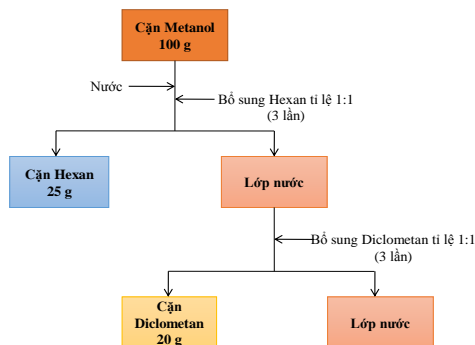 Cặn Metanol
100 g
Nước
Bổ sung Hexan tỉ lệ 1:1
(3 lần)
Cặn Hexan
25 g
Lớp nước
Bổ sung Diclometan tỉ lệ 1:1
(3 lần)
Cặn
Diclometan
20 g
Lớp nước